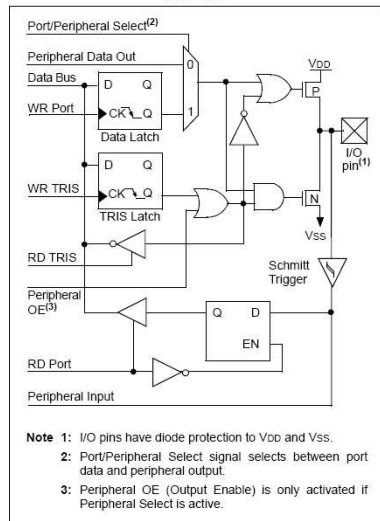 Port/Peripheral Select(2)
Peripheral Data Out
Data Bus
WR Port
D Q
CK Q
Data Latch
0
1
VDD
P
I/O
pin(1)
D Q
CK Q
TRIS Latch
WR TRIS
N
VSS
RD TRIS
Schmitt
Trigger
Peripheral
OE(3)
Q D
EN
RD Port
Peripheral Input
Note 1: I/O pins have diode protection to VDD and VSS.
2: Port/Peripheral Select signal selects between port
data and peripheral output.
3: Peripheral OE (Output Enable) is only activated if
Peripheral Select is active.